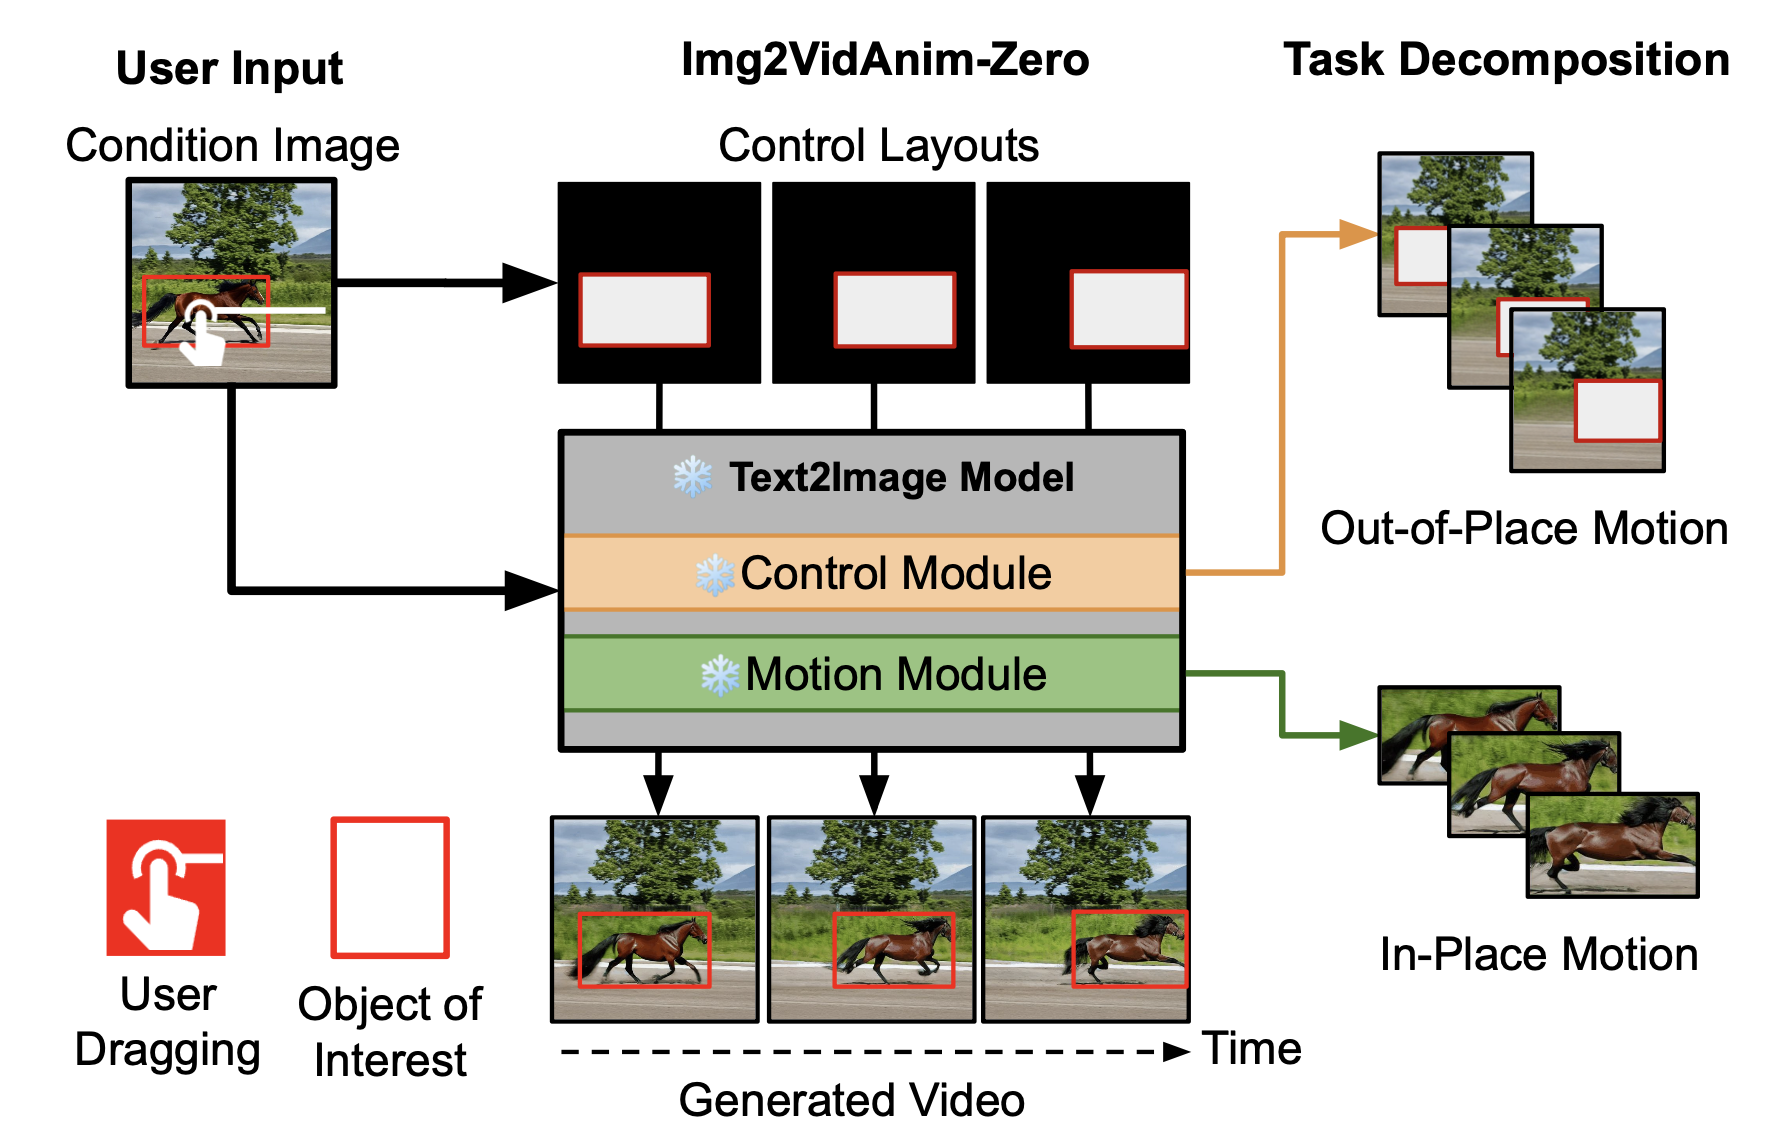 User Input
Img2VidAnim-Zero
Task Decomposition
Condition Image
Control Layouts
Text2Image Model
Control Module
Motion Module
Out-of-Place Motion
In-Place Motion
User
Dragging
Object of
Interest
Time
Generated Video